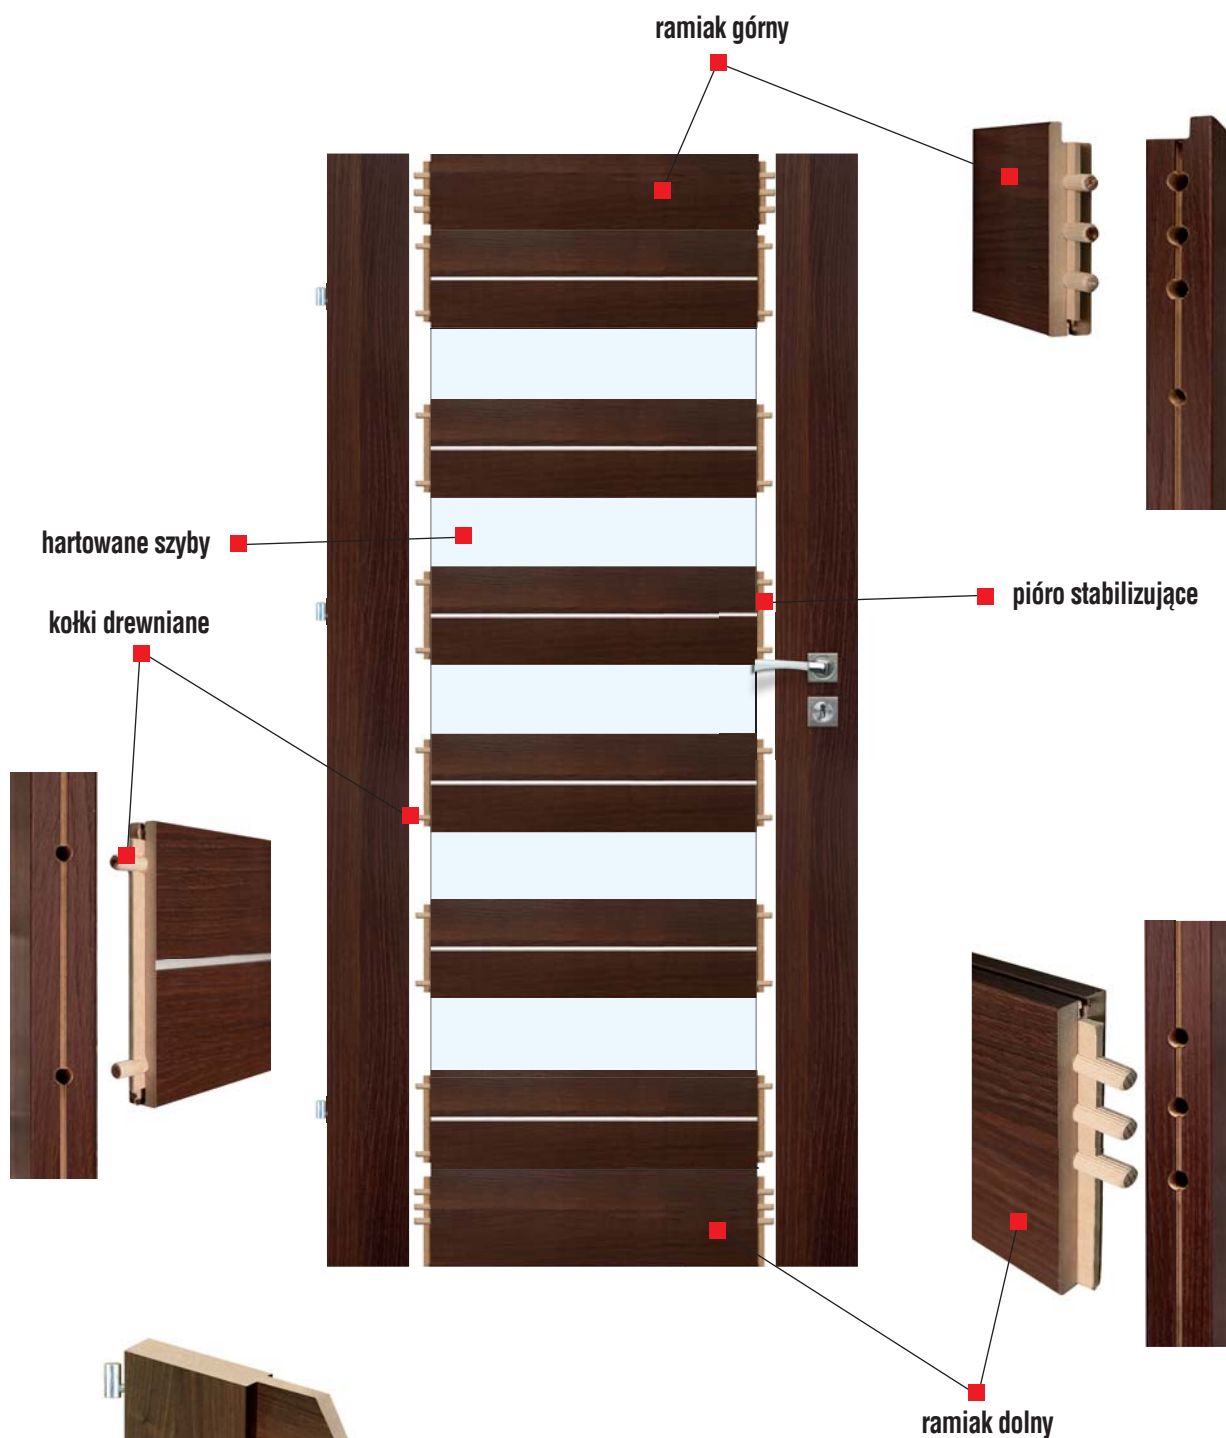 ramiak górny
hartowane szyby
pióro stabilizujące
kołki drewniane
ramiak dolny